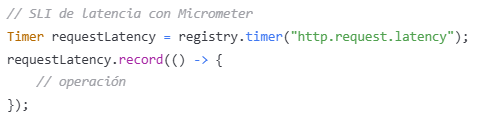 // SLI de latencia con Micrometer
Timer requestLatency = registry.timer("http.request.latency");
requestLatency.record(() -> {
    // operación
});